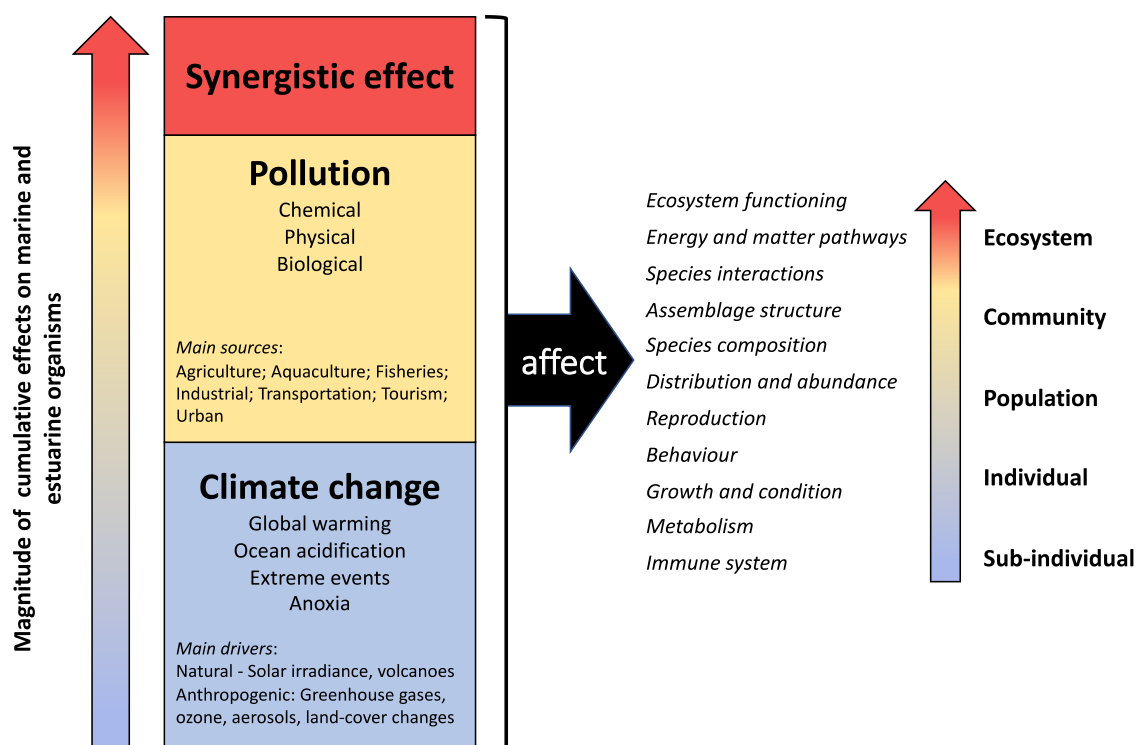 Magnitude of cumulative effects on marine and
estuarine organisms
Synergistic effect
Pollution
Chemical
Physical
Biological
Main sources:
Agriculture; Aquaculture; Fisheries;
Industrial; Transportation; Tourism;
Urban
Climate change
Global warming
Ocean acidification
Extreme events
Anoxia
Main drivers:
Natural - Solar irradiance, volcanoes
Anthropogenic: Greenhouse gases,
ozone, aerosols, land-cover changes
affect
Ecosystem functioning
Energy and matter pathways
Species interactions
Assemblage structure
Species composition
Distribution and abundance
Reproduction
Behaviour
Growth and condition
Metabolism
Immune system
Ecosystem
Community
Population
Individual
Sub-individual